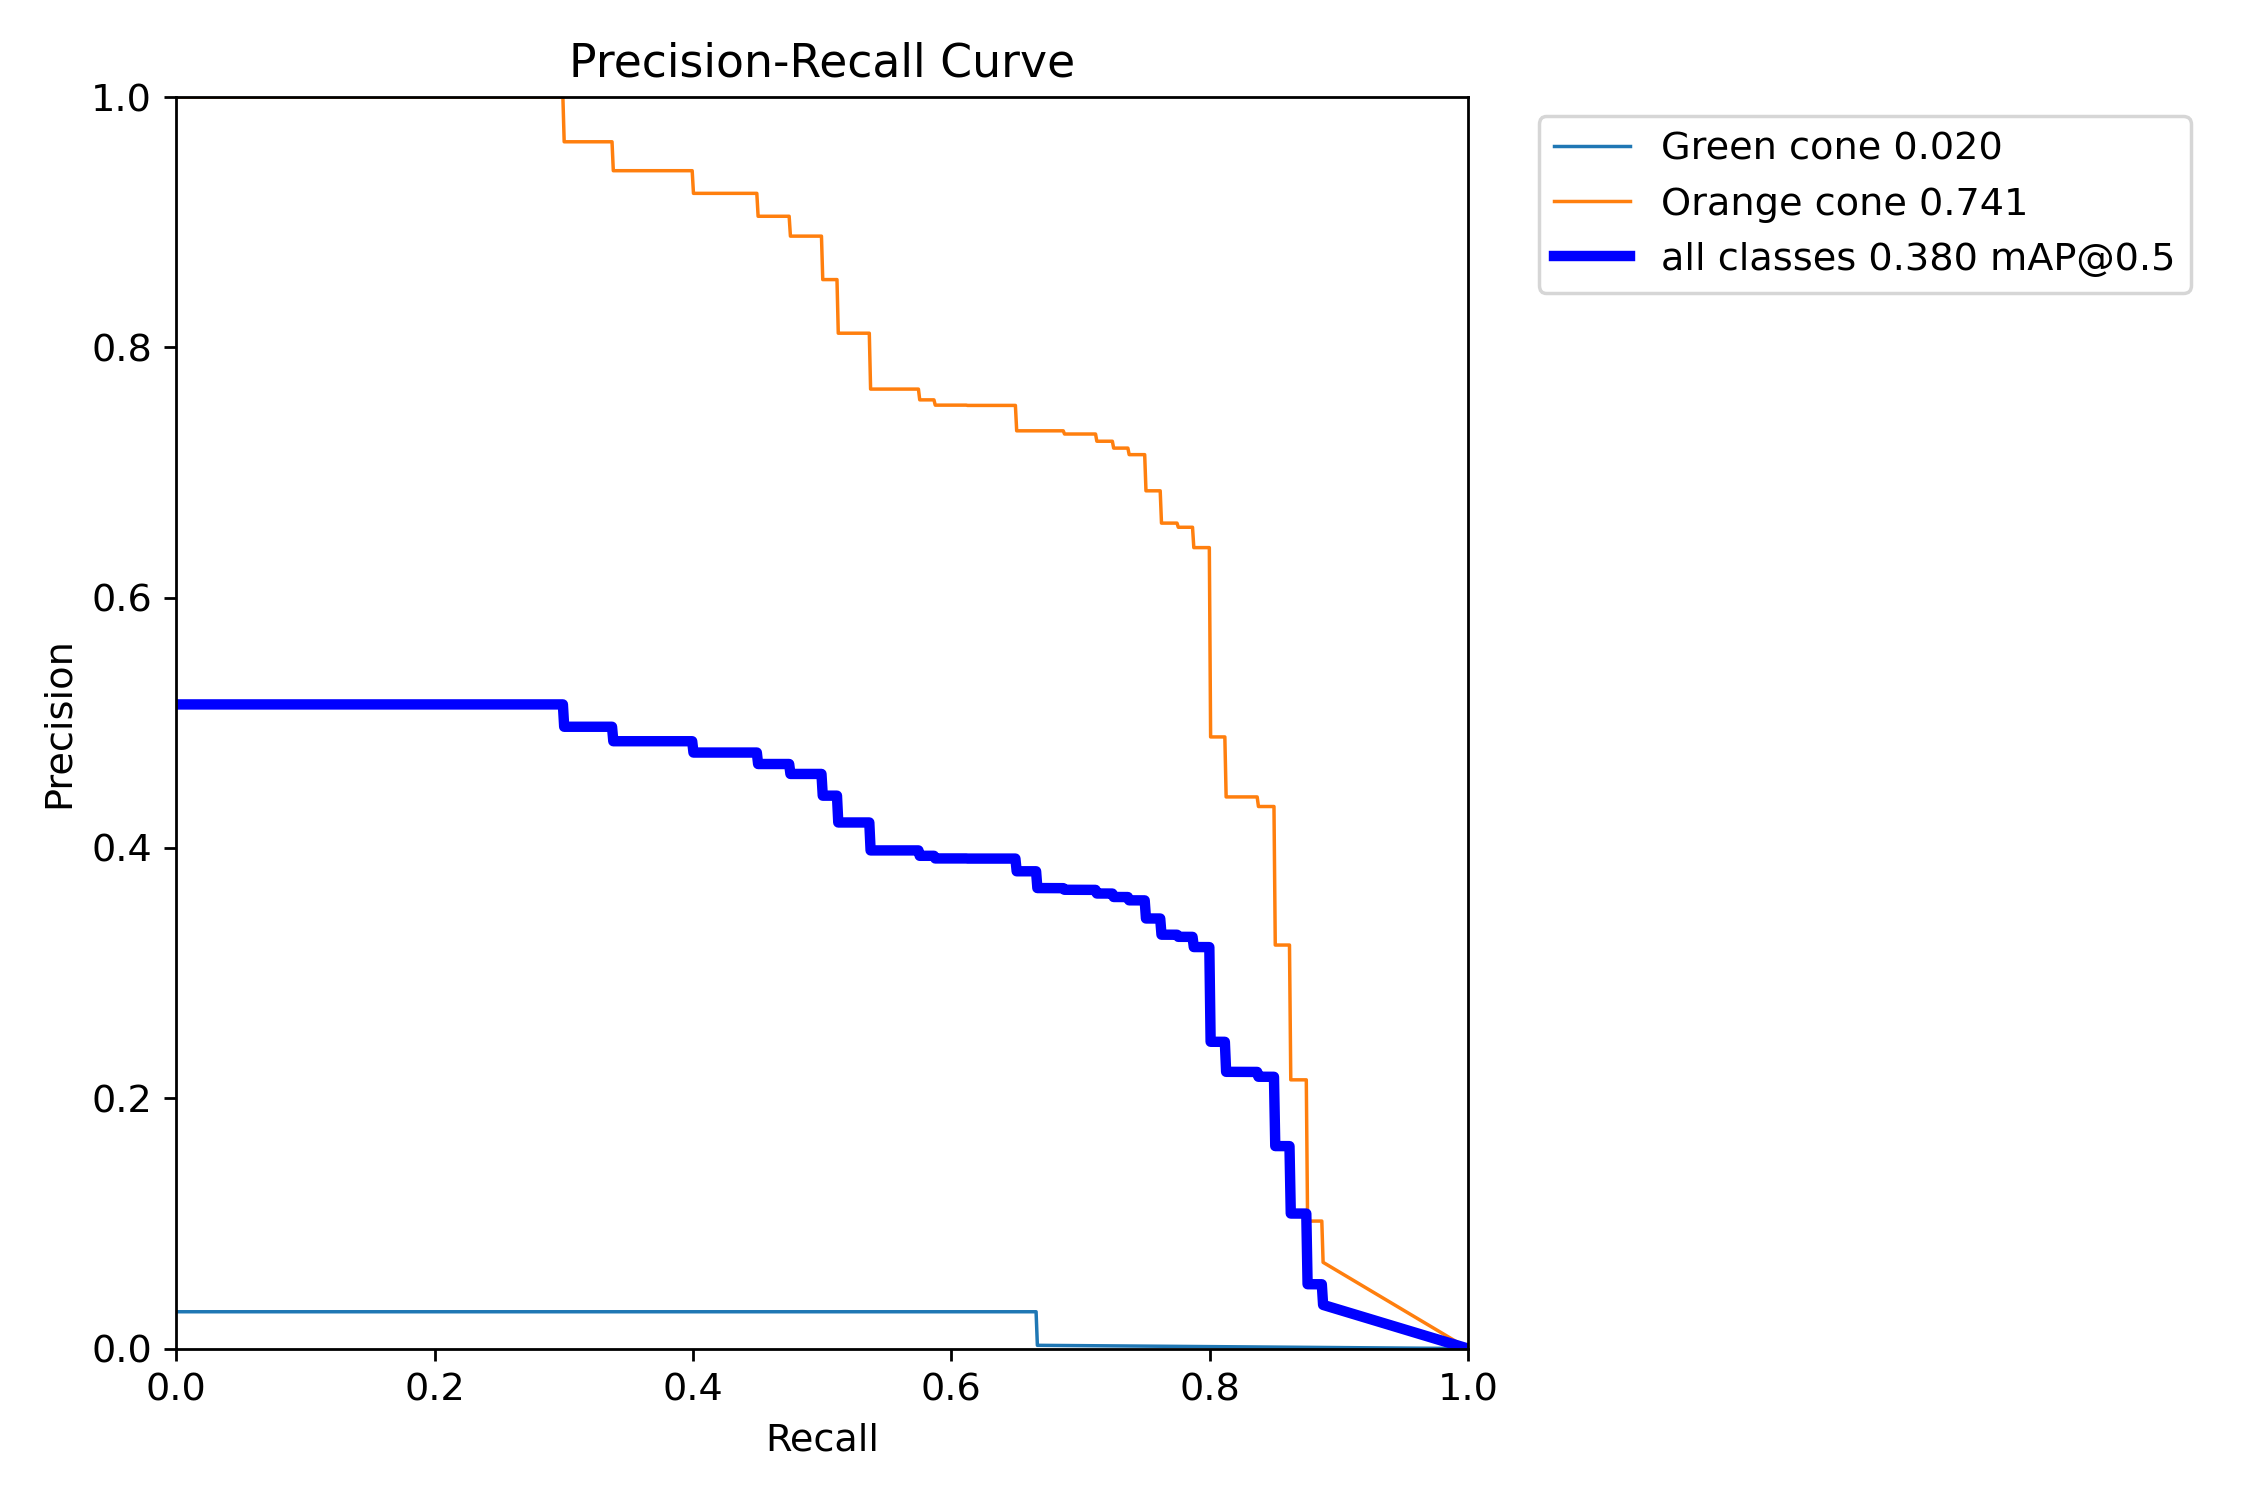 Precision-Recall Curve
1.0
0.8
0.6
0.4
0.2
0.0
Precision
0.0 0.2 0.4 0.6 0.8 1.0
Recall
Green cone 0.020
Orange cone 0.741
all classes 0.380 mAP@0.5